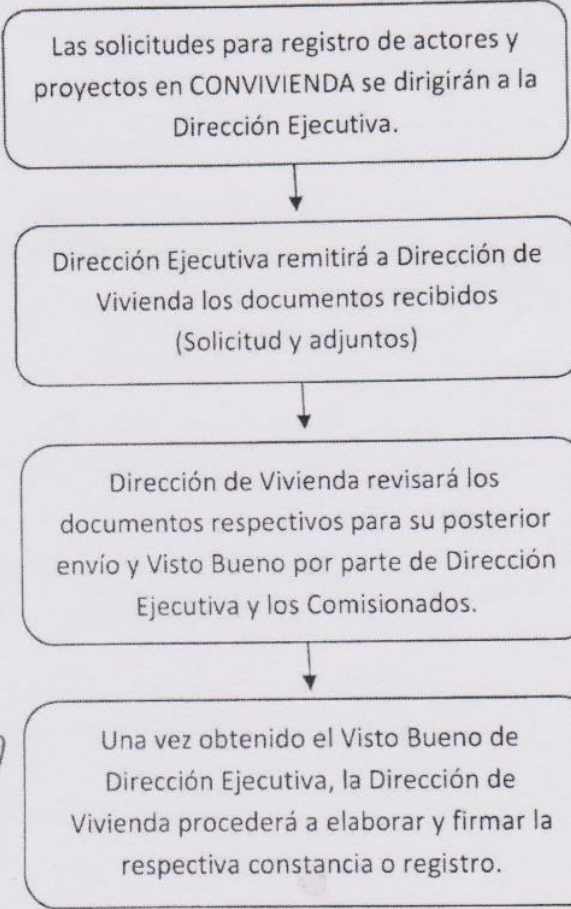 Las solicitudes para registro de actores y
proyectos en CONVIVIENDA se dirigirán a la
Dirección Ejecutiva.
Dirección Ejecutiva remitirá a Dirección de
Vivienda los documentos recibidos
(Solicitud y adjuntos)
Dirección de Vivienda revisará los
documentos respectivos para su posterior
envío y Visto Bueno por parte de Dirección
Ejecutiva y los Comisionados.
Una vez obtenido el Visto Bueno de
Dirección Ejecutiva, la Dirección de
Vivienda procederá a elaborar y firmar la
respectiva constancia o registro.